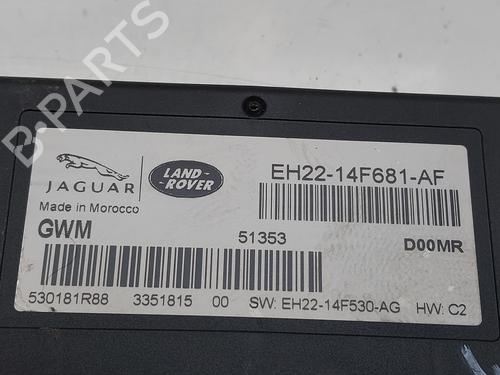 B-PARTS
JAGUAR
LAND-
ROVER
EH22-14F681-AF
Made in Morocco
GWM
51353
D00MR
530181R88 3351815 00 SW: EH22-14F530-AG HW: C2